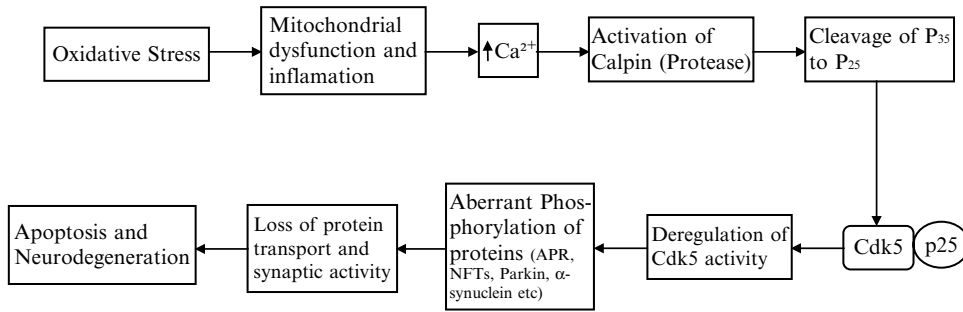 Oxidative Stress
Mitochondrial
dysfunction and
inflamation
↑Ca²⁺
Activation of
Calpin (Protease)
Cleavage of P₃₅
to P₂₅
Cdk5
p25
Deregulation of
Cdk5 activity
Aberrant Phos-
phorylation of
proteins (APR,
NFTs, Parkin, α-
synuclein etc)
Loss of protein
transport and
synaptic activity
Apoptosis and
Neurodegeneration